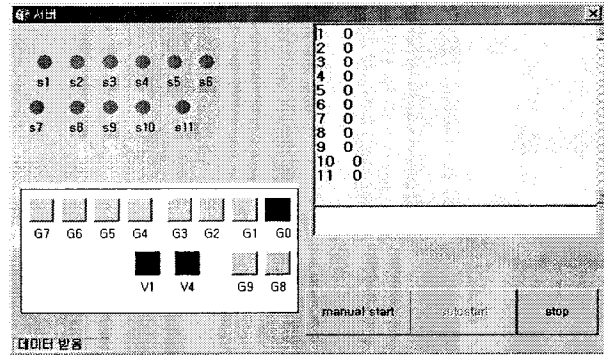 서버
s1 s2 s3 s4 s5 s6
s7 s8 s9 s10 s11
1 0
2 0
3 0
4 0
5 0
6 0
7 0
8 0
9 0
10 0
11 0
G7 G6 G5 G4 G3 G2 G1 G0
V1 V4 G9 G8
manual start autostart stop
데이터 받음